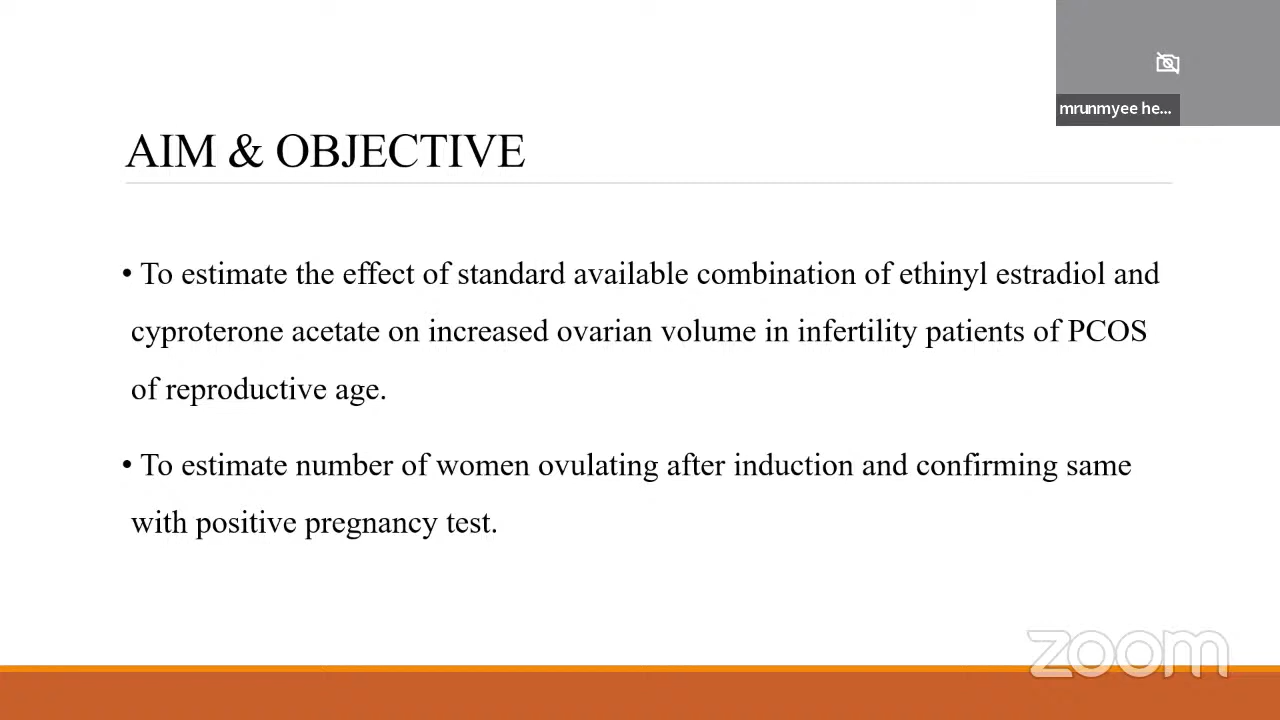 mrunmyee he...
AIM & OBJECTIVE
• To estimate the effect of standard available combination of ethinyl estradiol and
cyproterone acetate on increased ovarian volume in infertility patients of PCOS
of reproductive age.
• To estimate number of women ovulating after induction and confirming same
with positive pregnancy test.
zoom